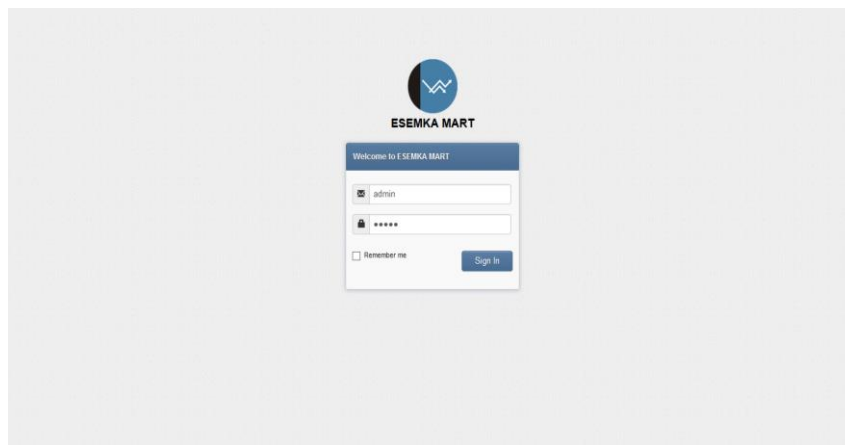 ESEMKA MART
Welcome to ESEMKA MART
admin
•••••
Remember me
Sign In